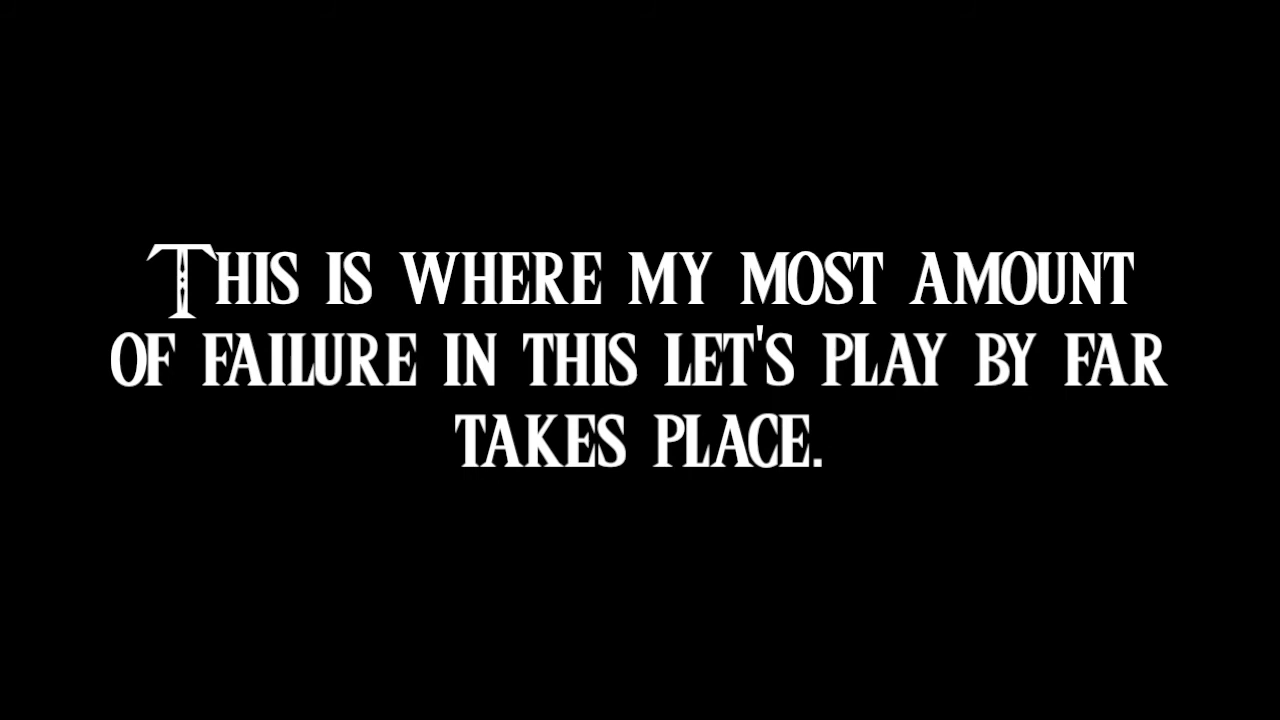 This is where my most amount
of failure in this Let's Play by far
takes place.